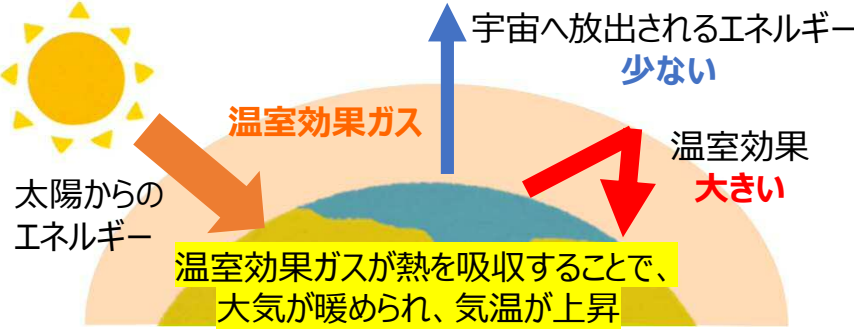 宇宙へ放出されるエネルギー
少ない
温室効果ガス
温室効果
大きい
太陽からの
エネルギー
温室効果ガスが熱を吸収することで、
大気が暖められ、気温が上昇